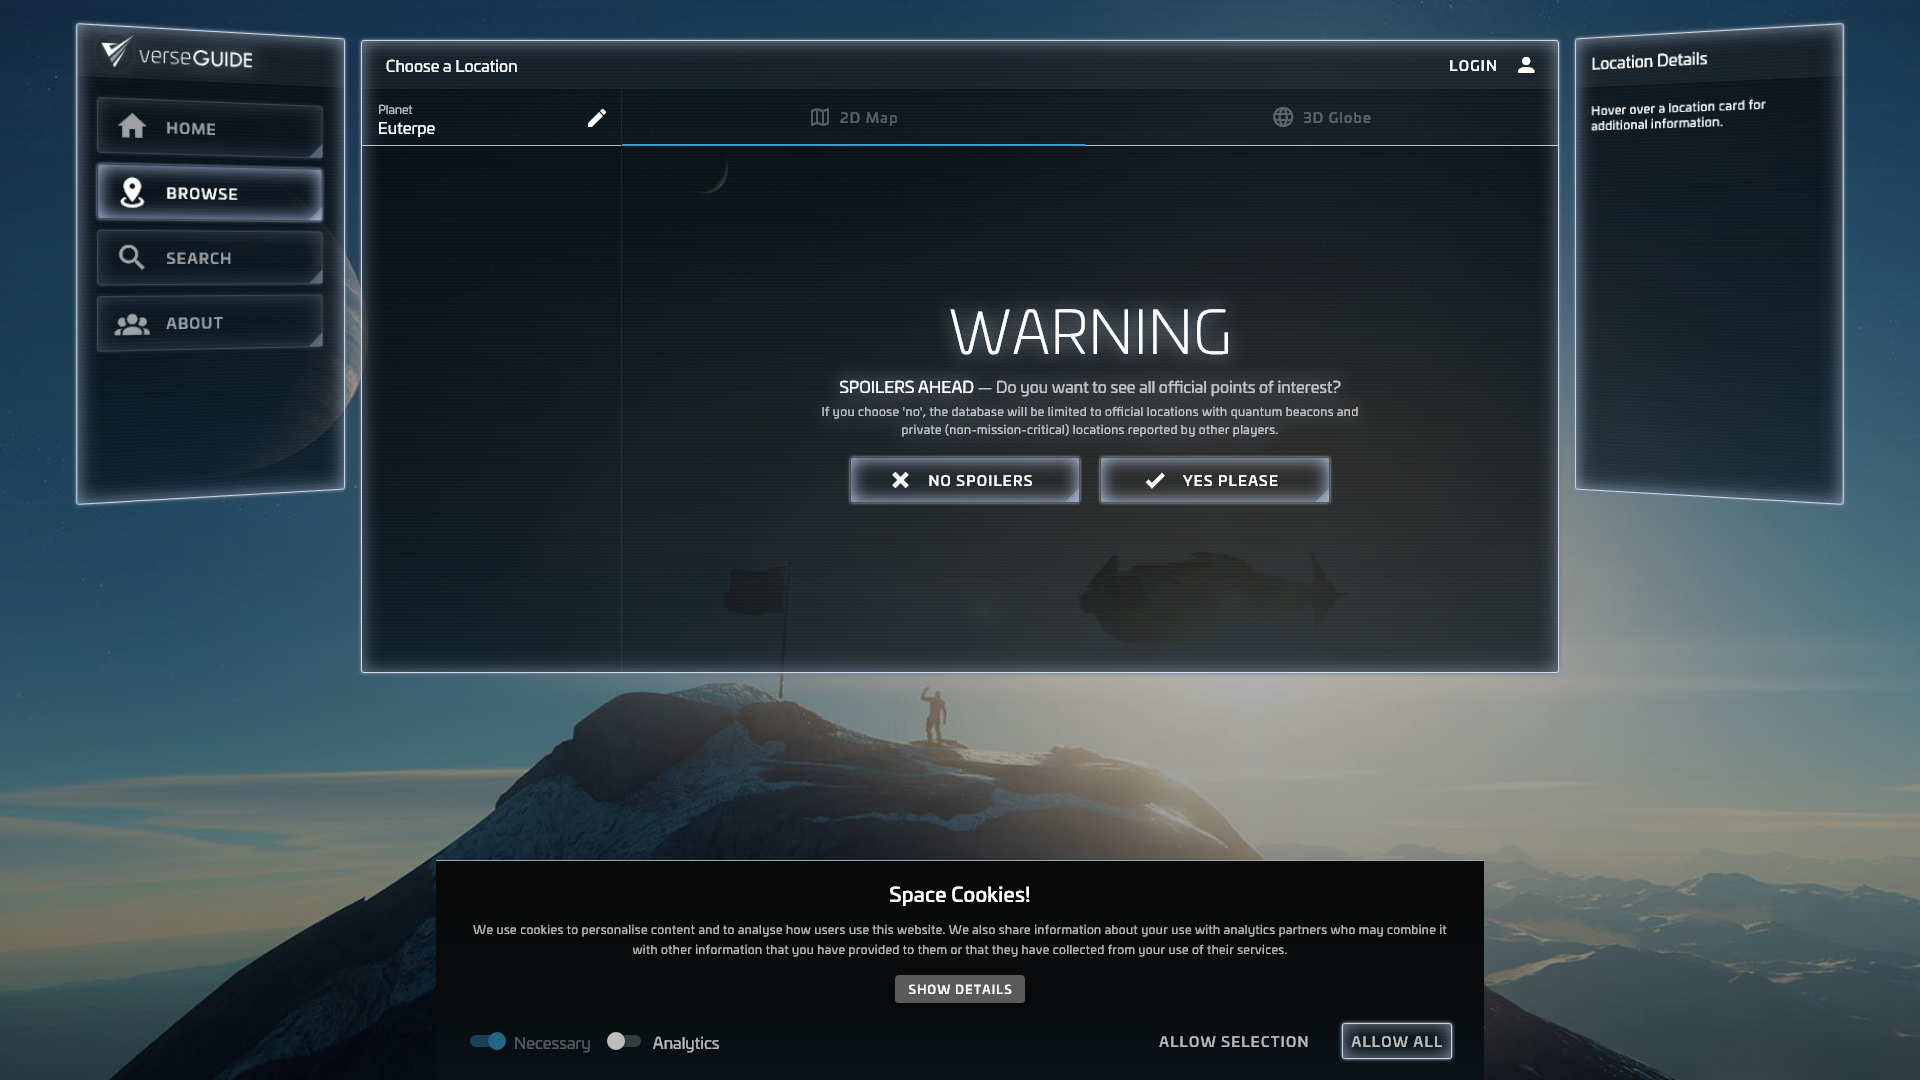 verseGUIDE
HOME
BROWSE
SEARCH
ABOUT
Choose a Location
LOGIN
Planet
Euterpe
2D Map
3D Globe
WARNING
SPOILERS AHEAD — Do you want to see all official points of interest?
If you choose 'no', the database will be limited to official locations with quantum beacons and
private (non-mission-critical) locations reported by other players.
NO SPOILERS
YES PLEASE
Location Details
Hover over a location card for
additional information.
Space Cookies!
We use cookies to personalise content and to analyse how users use this website. We also share information about your use with analytics partners who may combine it
with other information that you have provided to them or that they have collected from your use of their services.
SHOW DETAILS
Necessary
Analytics
ALLOW SELECTION
ALLOW ALL